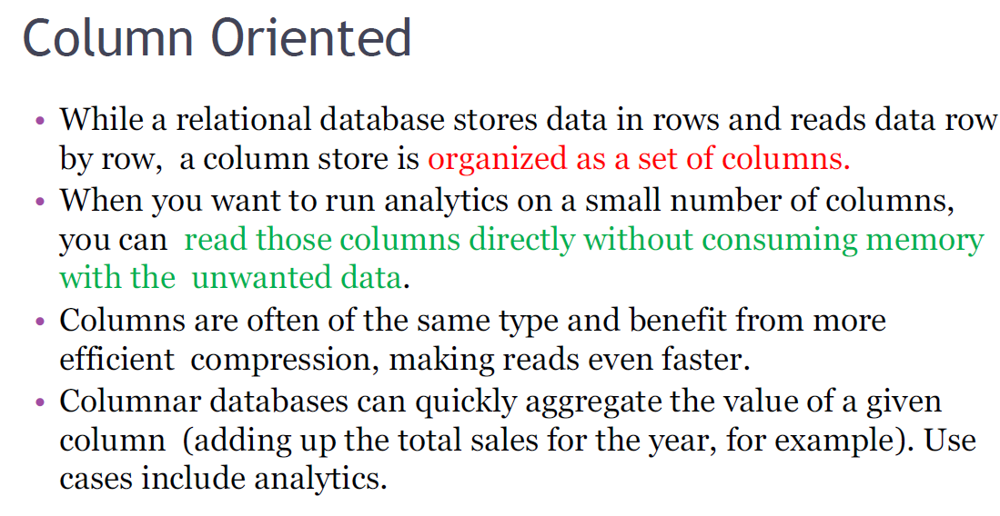 Column Oriented
• While a relational database stores data in rows and reads data row
by row,  a column store is organized as a set of columns.
• When you want to run analytics on a small number of columns,
you can  read those columns directly without consuming memory
with the  unwanted data.
• Columns are often of the same type and benefit from more
efficient  compression, making reads even faster.
• Columnar databases can quickly aggregate the value of a given
column  (adding up the total sales for the year, for example). Use
cases include analytics.